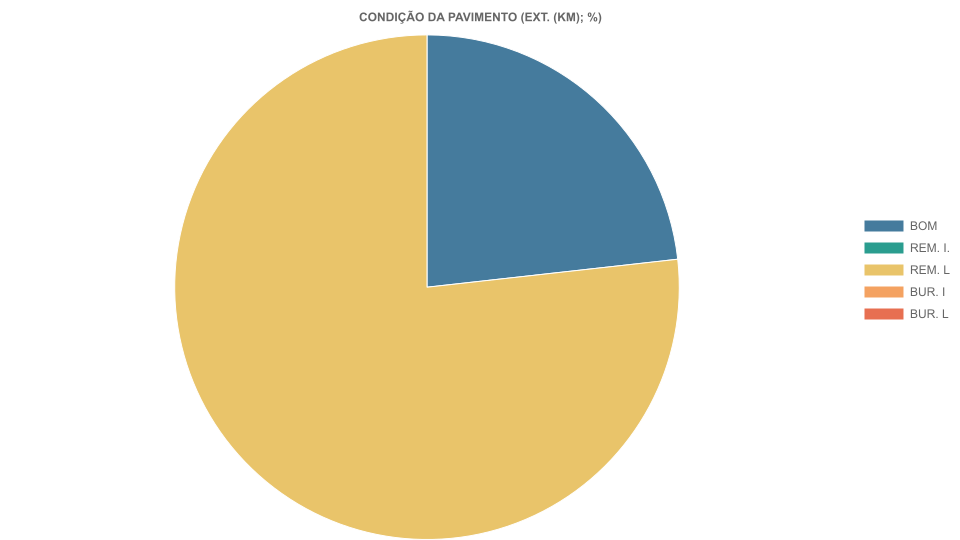 CONDIÇÃO DA PAVIMENTO (EXT. (KM); %)
BOM
REM. I.
REM. L
BUR. I
BUR. L